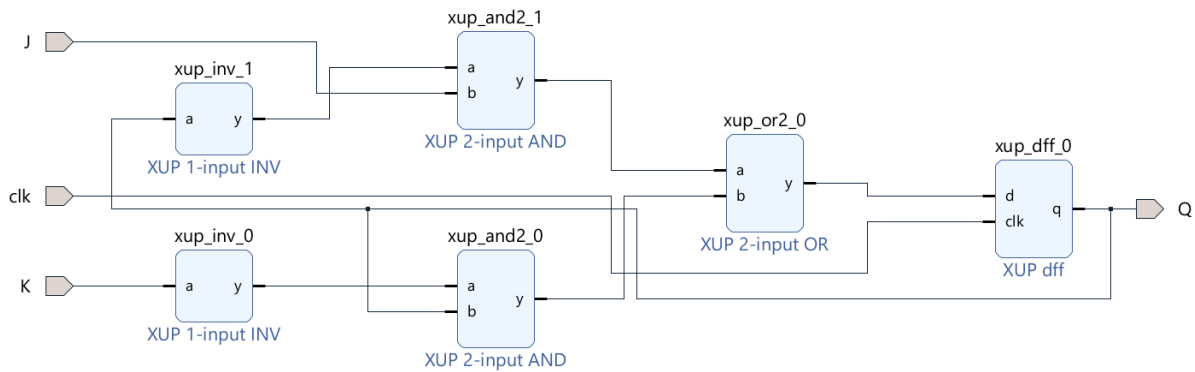 J
xup_inv_1
a y
XUP 1-input INV
xup_and2_1
a
b
y
XUP 2-input AND
clk
xup_or2_0
a
b
y
XUP 2-input OR
xup_dff_0
d
clk
q
XUP dff
Q
K
xup_inv_0
a y
XUP 1-input INV
xup_and2_0
a
b
y
XUP 2-input AND